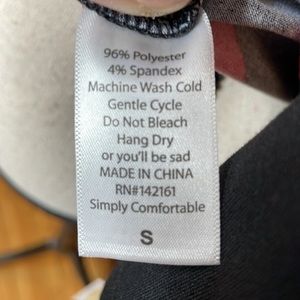 96% Polyester
4% Spandex
Machine Wash Cold
Gentle Cycle
Do Not Bleach
Hang Dry
or you'll be sad
MADE IN CHINA
RN#142161
Simply Comfortable
S